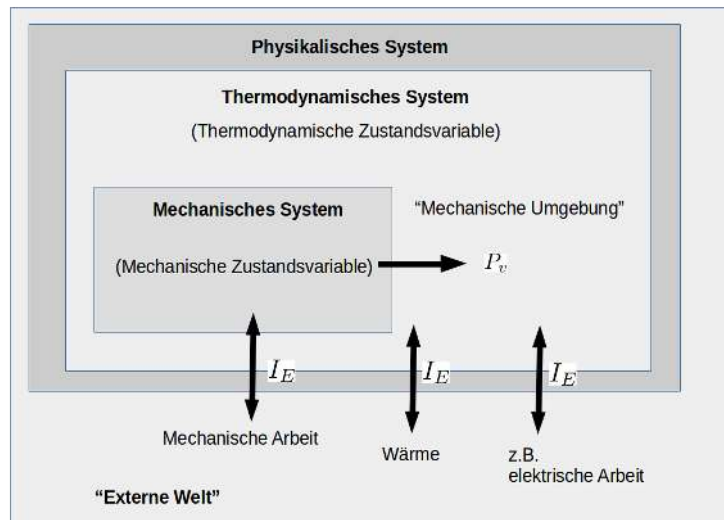 Physikalisches System
Thermodynamisches System
(Thermodynamische Zustandsvariable)
Mechanisches System
“Mechanische Umgebung”
(Mechanische Zustandsvariable)
P_v
I_E
I_E
I_E
Mechanische Arbeit
Wärme
z.B.
elektrische Arbeit
“Externe Welt”